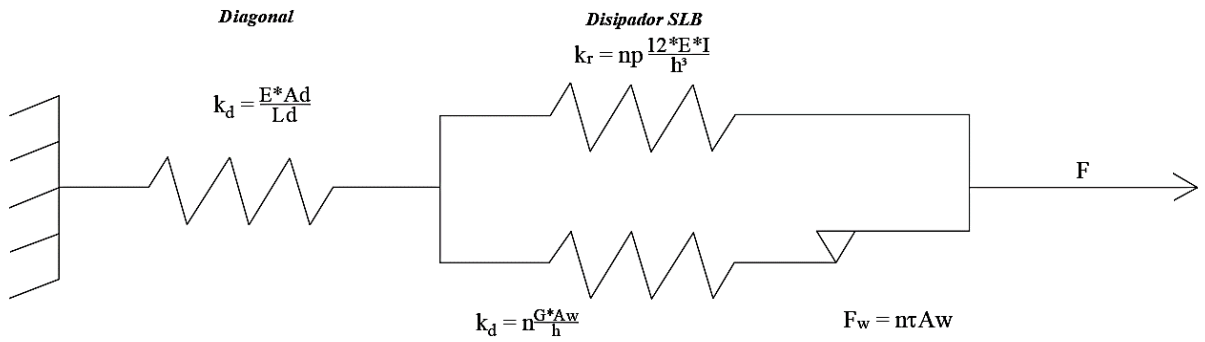 Diagonal
Disipador SLB
k_r = np 12*E*I/h³
k_d = E*Ad/Ld
F
k_d = n G*Aw/h
F_w = nτAw